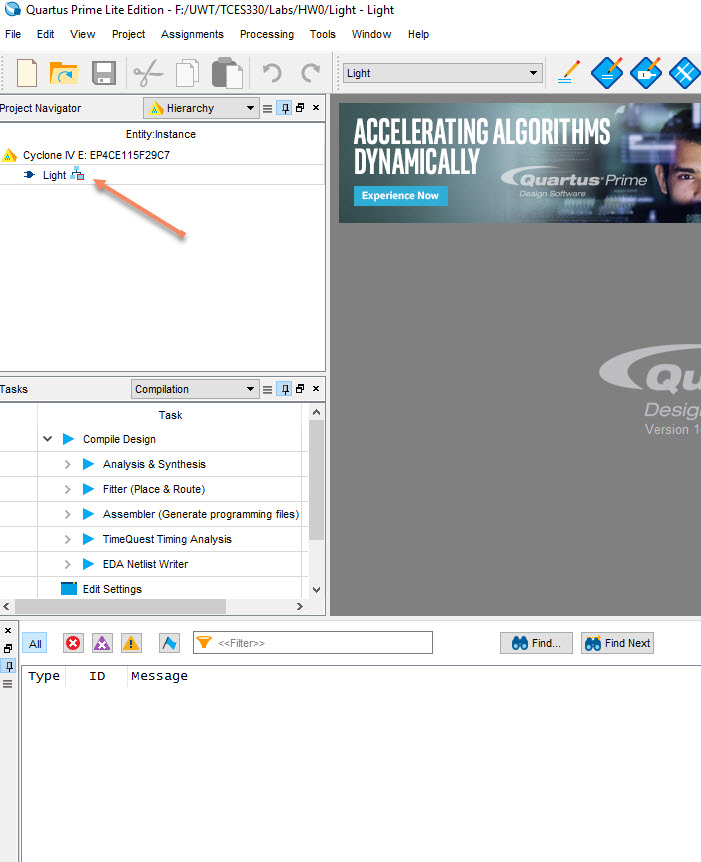 Quartus Prime Lite Edition - F:/UWT/TCES330/Labs/HW0/Light - Light
File Edit View Project Assignments Processing Tools Window Help
Light
Project Navigator Hierarchy
Entity:Instance
Cyclone IV E: EP4CE115F29C7
Light
ACCELERATING ALGORITHMS
DYNAMICALLY
Experience Now
Quartus Prime
Design Software
Tasks Compilation
Task
Compile Design
Analysis & Synthesis
Fitter (Place & Route)
Assembler (Generate programming files)
TimeQuest Timing Analysis
EDA Netlist Writer
Edit Settings
Qu
Desig
Version 1
All <<Filter>> Find... Find Next
Type ID Message